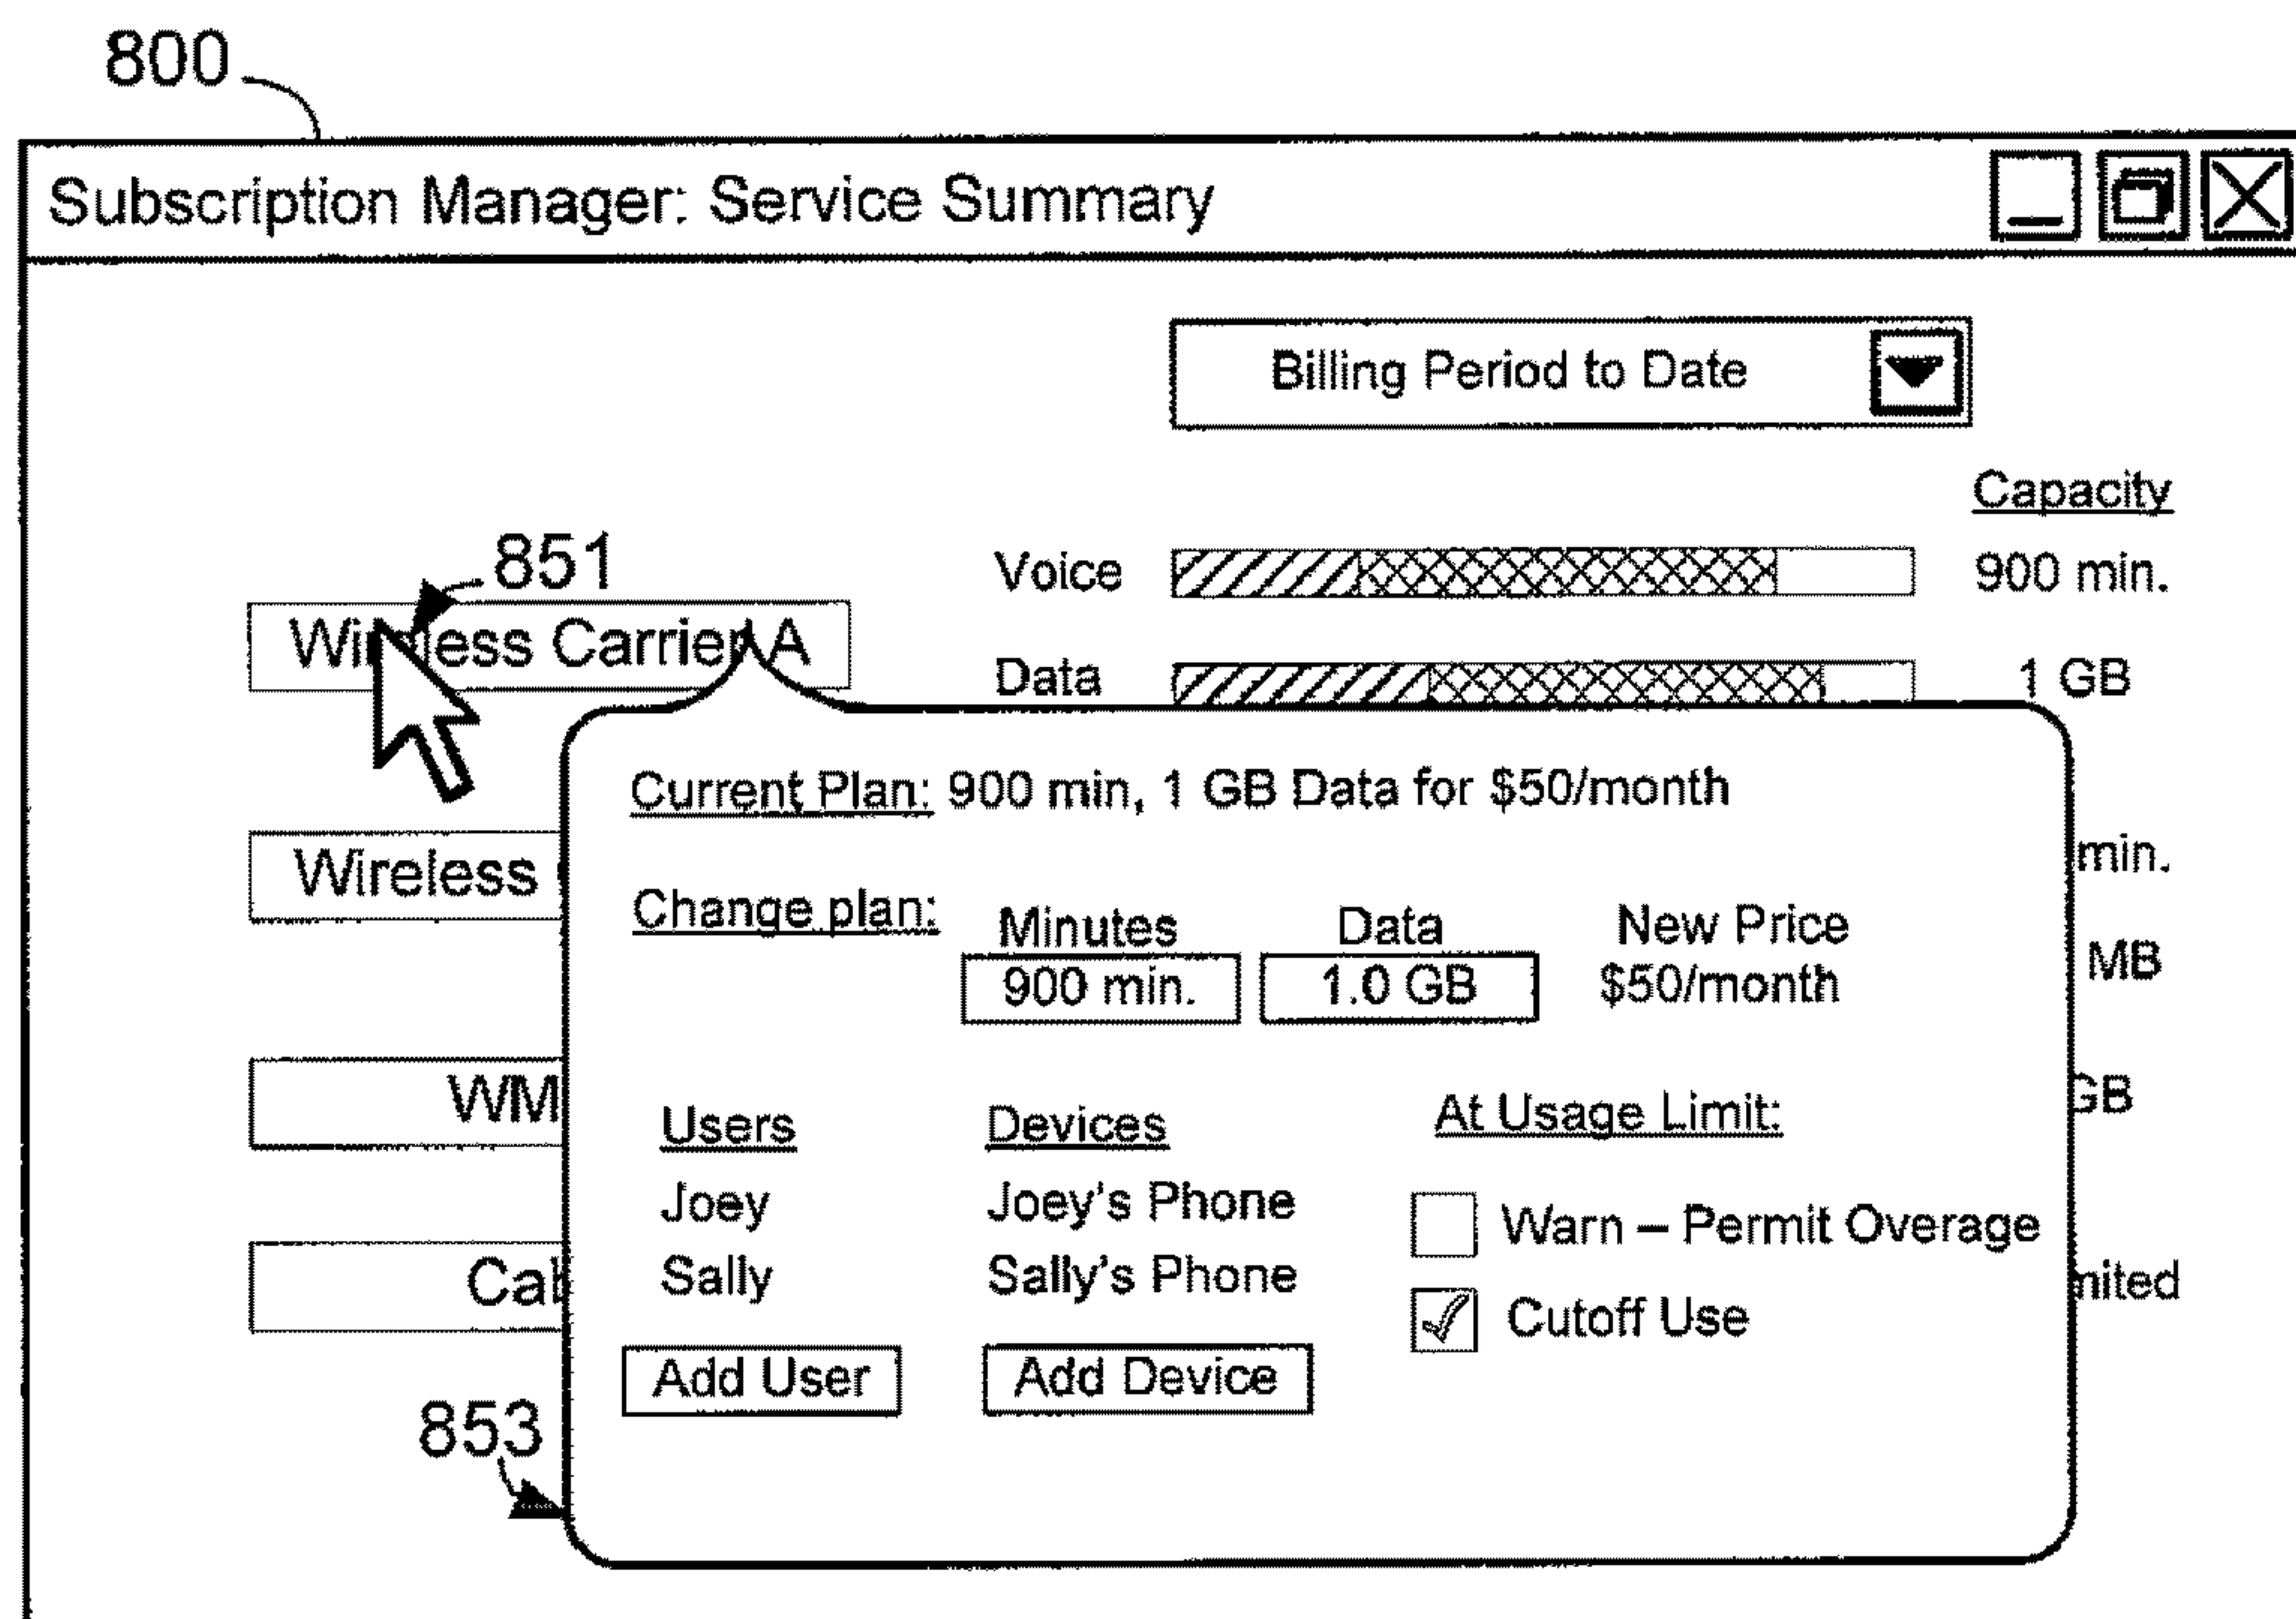 800
Subscription Manager: Service Summary
Billing Period to Date
Capacity
851
Voice 900 min.
Wireless Carrier A
Data 1 GB
Current Plan: 900 min, 1 GB Data for $50/month
Wireless
min.
Change plan: Minutes Data New Price
900 min. 1.0 GB $50/month
MB
WM
GB
Users Devices At Usage Limit:
Joey Joey's Phone
Warn – Permit Overage
Sally Sally's Phone
Cutoff Use
Add User Add Device
853